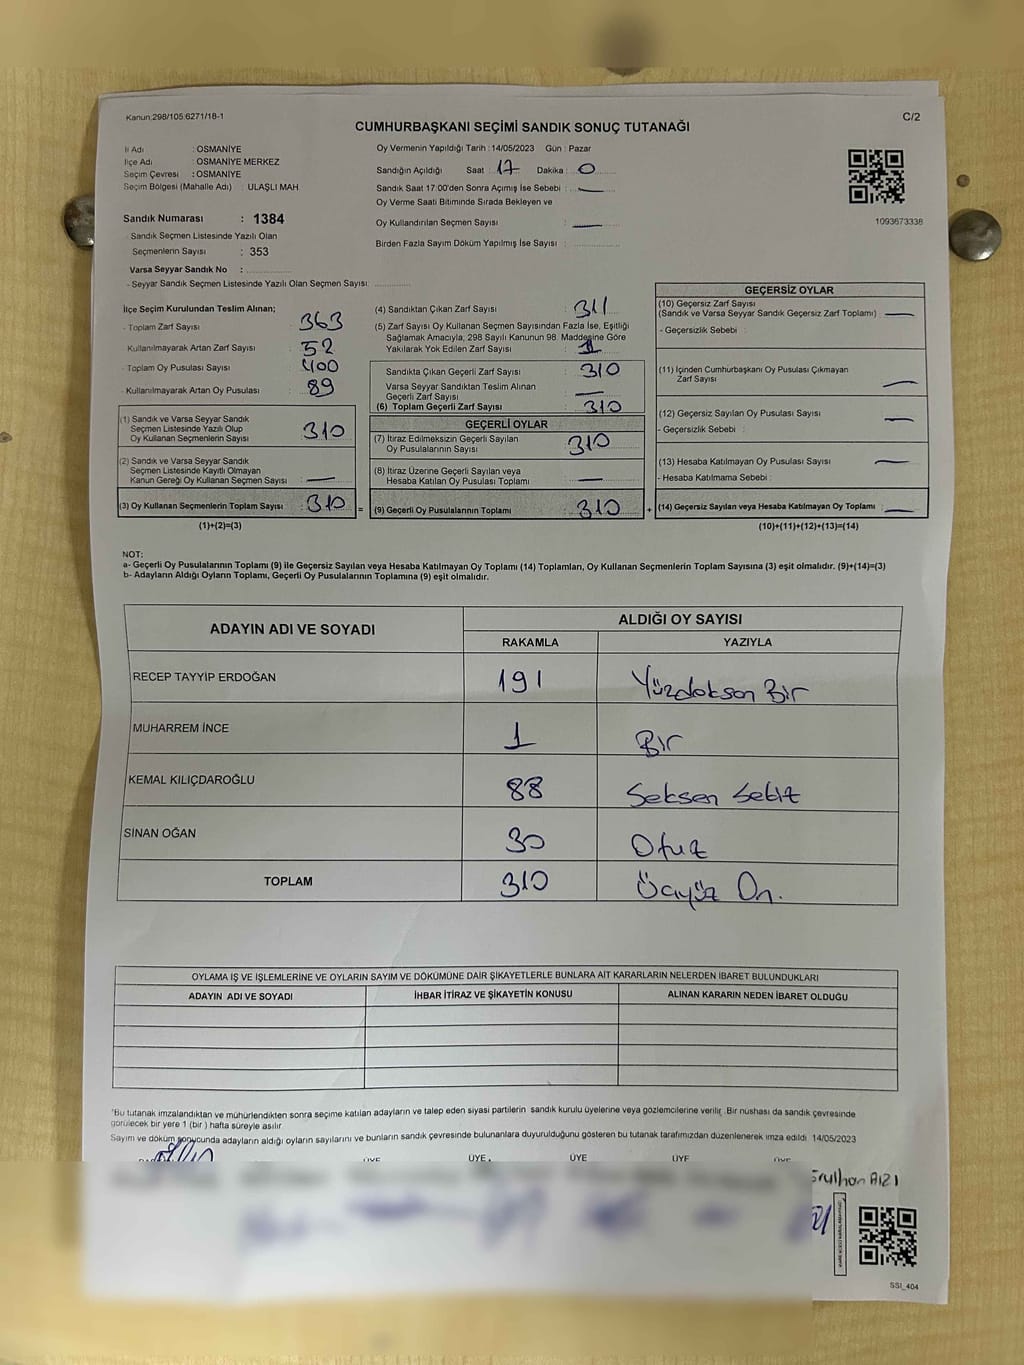 Kanun:298/105:6271/18-1
C/2
CUMHURBAŞKANI SEÇİMİ SANDIK SONUÇ TUTANAĞI
İl Adı : OSMANİYE
İlçe Adı : OSMANİYE MERKEZ
Seçim Çevresi : OSMANİYE
Seçim Bölgesi (Mahalle Adı) : ULAŞLI MAH
Sandık Numarası : 1384
Sandık Seçmen Listesinde Yazılı Olan
Seçmenlerin Sayısı : 353
Varsa Seyyar Sandık No :
- Seyyar Sandık Seçmen Listesinde Yazılı Olan Seçmen Sayısı:
Oy Vermenin Yapıldığı Tarih : 14/05/2023 Gün : Pazar
Sandığın Açıldığı Saat : 17 Dakika : 0
Sandık Saat 17:00'den Sonra Açımış İse Sebebi : —
Oy Verme Saati Bitiminde Sırada Bekleyen ve
Oy Kullandırılan Seçmen Sayısı : —
Birden Fazla Sayım Döküm Yapılmış İse Sayısı :
1093673338
İlçe Seçim Kurulundan Teslim Alınan;
- Toplam Zarf Sayısı : 363
Kullanılmayarak Artan Zarf Sayısı : 52
- Toplam Oy Pusulası Sayısı : 400
- Kullanılmayarak Artan Oy Pusulası : 89
(1) Sandık ve Varsa Seyyar Sandık
Seçmen Listesinde Yazılı Olup
Oy Kullanan Seçmenlerin Sayısı : 310
(2) Sandık ve Varsa Seyyar Sandık
Seçmen Listesinde Kayıtlı Olmayan
Kanun Gereği Oy Kullanan Seçmen Sayısı : —
(3) Oy Kullanan Seçmenlerin Toplam Sayısı : 310
(1)+(2)=(3)
(4) Sandıktan Çıkan Zarf Sayısı : 311
(5) Zarf Sayısı Oy Kullanan Seçmen Sayısından Fazla İse, Eşitliği
Sağlamak Amacıyla, 298 Sayılı Kanunun 98. Maddesine Göre
Yakılarak Yok Edilen Zarf Sayısı : 1
Sandıkta Çıkan Geçerli Zarf Sayısı : 310
Varsa Seyyar Sandıktan Teslim Alınan
Geçerli Zarf Sayısı : —
(6) Toplam Geçerli Zarf Sayısı : 310
GEÇERLİ OYLAR
(7) İtiraz Edilmeksizin Geçerli Sayılan
Oy Pusulalarının Sayısı : 310
(8) İtiraz Üzerine Geçerli Sayılan veya
Hesaba Katılan Oy Pusulası Toplamı : —
= (9) Geçerli Oy Pusulalarının Toplamı : 310 +
GEÇERSİZ OYLAR
(10) Geçersiz Zarf Sayısı
(Sandık ve Varsa Seyyar Sandık Geçersiz Zarf Toplamı) : —
- Geçersizlik Sebebi :
(11) İçinden Cumhurbaşkanı Oy Pusulası Çıkmayan
Zarf Sayısı —
(12) Geçersiz Sayılan Oy Pusulası Sayısı : —
- Geçersizlik Sebebi :
(13) Hesaba Katılmayan Oy Pusulası Sayısı : —
- Hesaba Katılmama Sebebi :
(14) Geçersiz Sayılan veya Hesaba Katılmayan Oy Toplamı : —
(10)+(11)+(12)+(13)=(14)
NOT:
a- Geçerli Oy Pusulalarının Toplamı (9) ile Geçersiz Sayılan veya Hesaba Katılmayan Oy Toplamı (14) Toplamları, Oy Kullanan Seçmenlerin Toplam Sayısına (3) eşit olmalıdır. (9)+(14)=(3)
b- Adayların Aldığı Oyların Toplamı, Geçerli Oy Pusulalarının Toplamına (9) eşit olmalıdır.
ADAYIN ADI VE SOYADI
ALDIĞI OY SAYISI
RAKAMLA YAZIYLA
RECEP TAYYİP ERDOĞAN 191 Yüzdoksan Bir
MUHARREM İNCE 1 Bir
KEMAL KILIÇDAROĞLU 88 Seksen Sekiz
SİNAN OĞAN 30 Otuz
TOPLAM 310 Üçyüz On.
OYLAMA İŞ VE İŞLEMLERİNE VE OYLARIN SAYIM VE DÖKÜMÜNE DAİR ŞİKAYETLERLE BUNLARA AİT KARARLARIN NELERDEN İBARET BULUNDUKLARI
ADAYIN ADI VE SOYADI İHBAR İTİRAZ VE ŞİKAYETİN KONUSU ALINAN KARARIN NEDEN İBARET OLDUĞU
*Bu tutanak imzalandıktan ve mühürlendikten sonra seçime katılan adayların ve talep eden siyasi partilerin sandık kurulu üyelerine veya gözlemcilerine verilir. Bir nüshası da sandık çevresinde
görülecek bir yere 1 (bir ) hafta süreyle asılır.
Sayım ve döküm sonucunda adayların aldığı oyların sayılarını ve bunların sandık çevresinde bulunanlara duyurulduğunu gösteren bu tutanak tarafımızdan düzenlenerek imza edildi. 14/05/2023
ÜYE ÜYE ÜYE ÜYE ÜYE
SSI_404